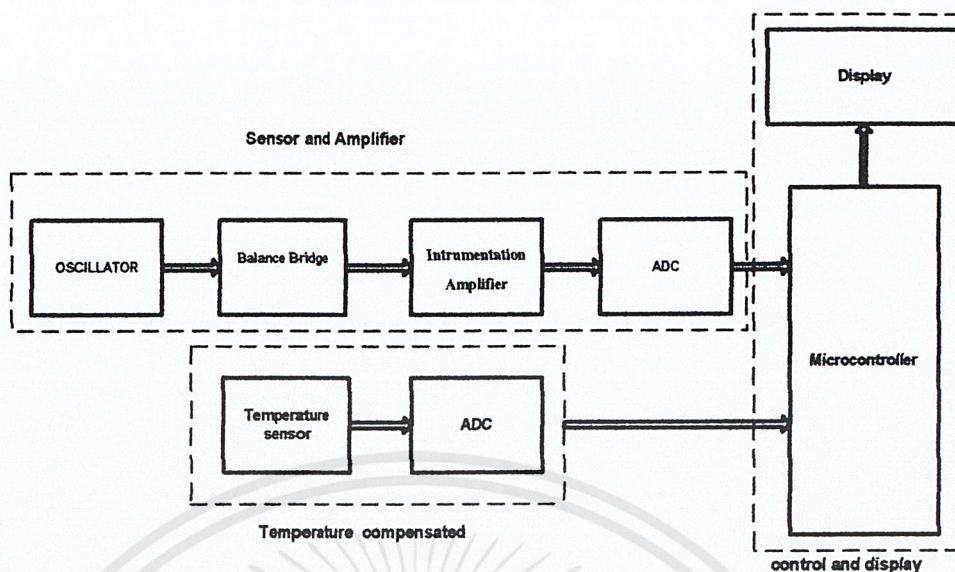 Display
Sensor and Amplifier
OSCILLATOR
Balance Bridge
Intrumentation
Amplifier
ADC
Microcontroller
Temperature
sensor
ADC
Temperature compensated
control and display